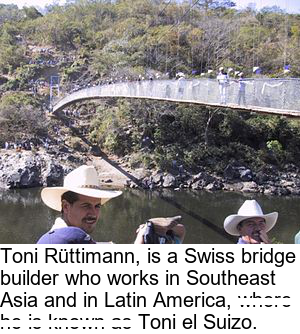 Toni Rüttimann, is a Swiss bridge
builder who works in Southeast
Asia and in Latin America, where
he is known as Toni el Suizo.